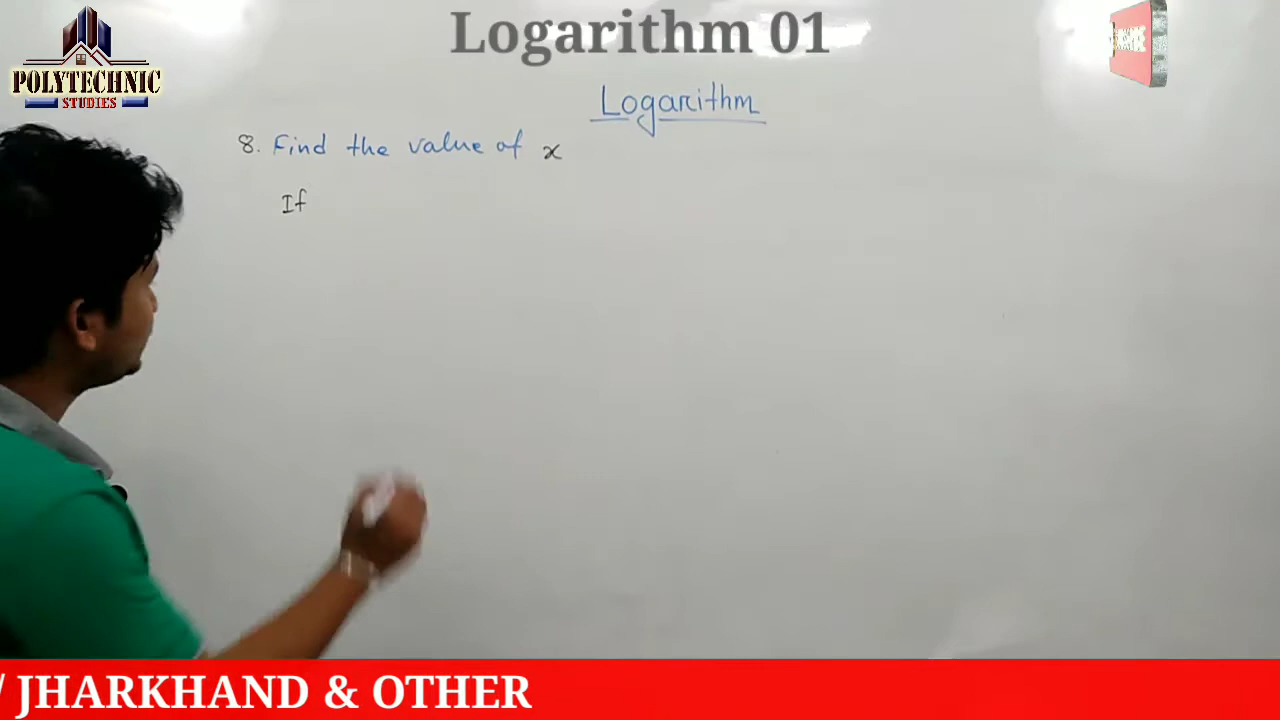 Logarithm 01
POLYTECHNIC
STUDIES
Logarithm
8. Find the value of x
If
/ JHARKHAND & OTHER